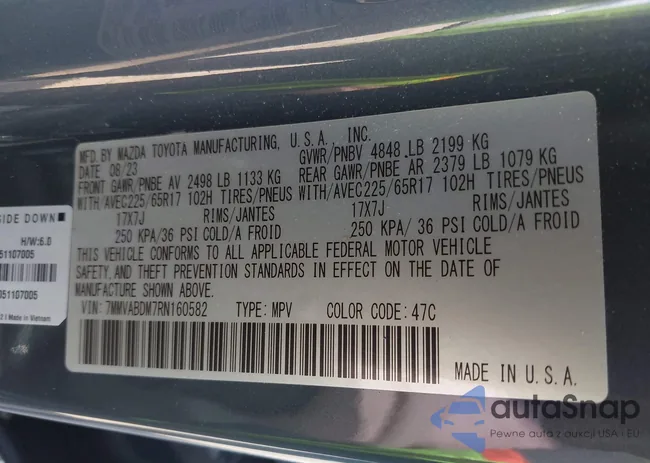 MFD. BY MAZDA TOYOTA MANUFACTURING, U.S.A., INC.
DATE 08/23 GVWR/PNBV 4848 LB 2199 KG
FRONT GAWR/PNBE AV 2498 LB 1133 KG REAR GAWR/PNBE AR 2379 LB 1079 KG
WITH/AVEC225/65R17 102H TIRES/PNEUS WITH/AVEC225/65R17 102H TIRES/PNEUS
17X7J RIMS/JANTES 17X7J RIMS/JANTES
250 KPA/36 PSI COLD/A FROID 250 KPA/ 36 PSI COLD/A FROID
THIS VEHICLE CONFORMS TO ALL APPLICABLE FEDERAL MOTOR VEHICLE
SAFETY, AND THEFT PREVENTION STANDARDS IN EFFECT ON THE DATE OF
MANUFACTURE SHOWN ABOVE.
VIN: 7MMVABDM7RN160582 TYPE: MPV COLOR CODE: 47C
MADE IN U.S.A.
SIDE DOWN
H/W:6.0
51107005
51107005
Made in Vietnam
autoSnap
Pewne auta z aukcji USA - EU